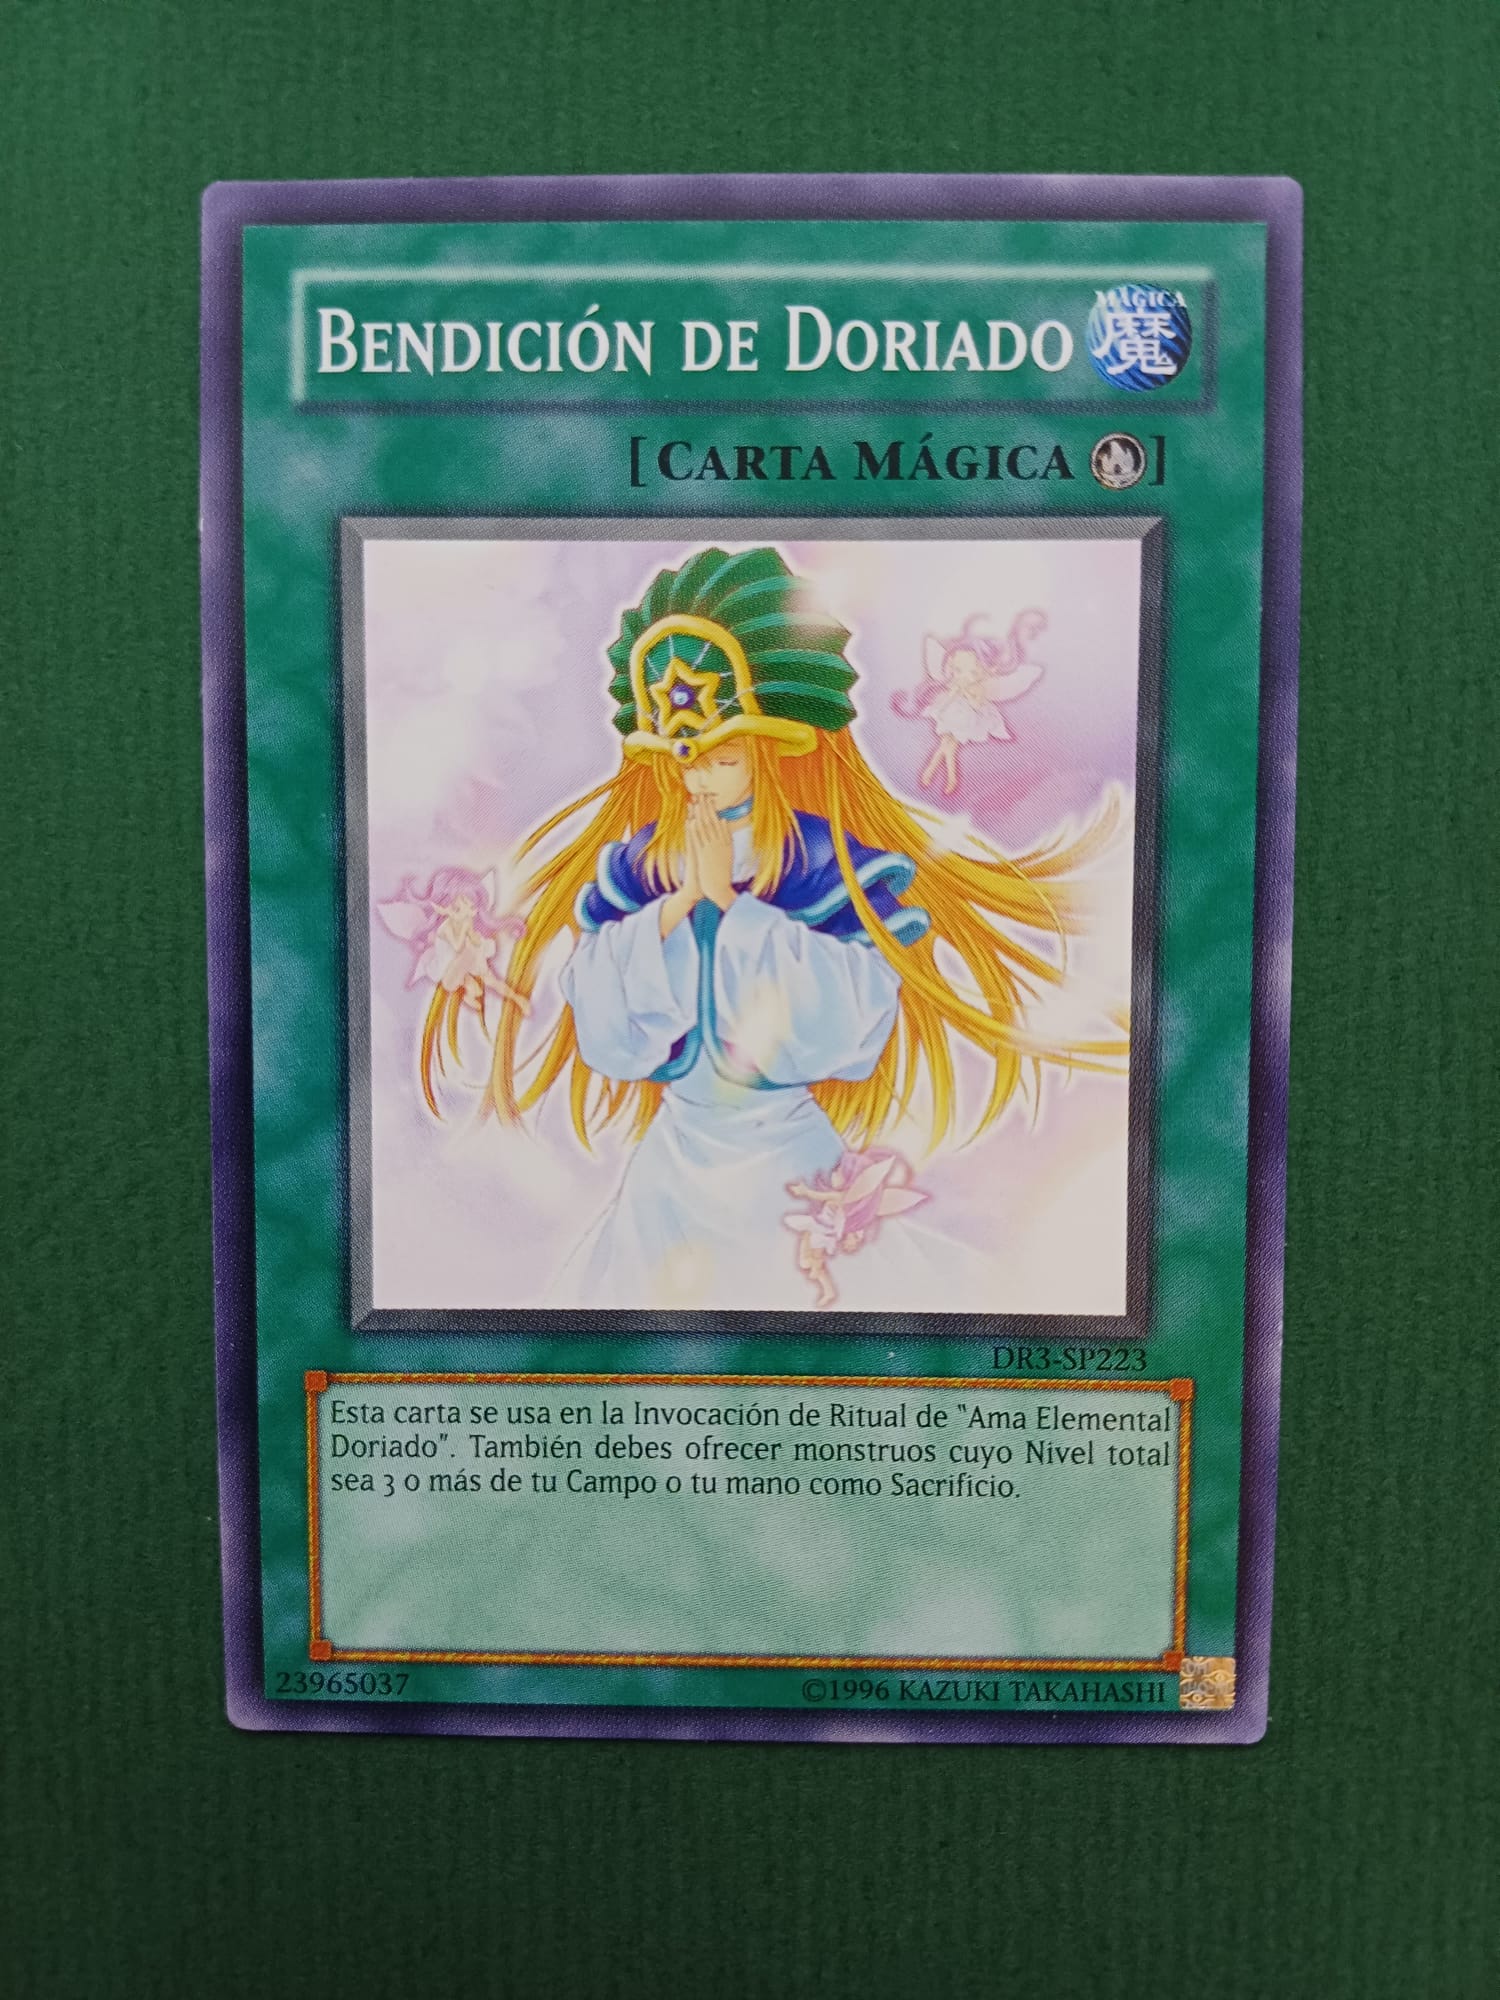 BENDICIÓN DE DORIADO
MÁGICA
魔
[CARTA MÁGICA]
DR3-SP223
Esta carta se usa en la Invocación de Ritual de "Ama Elemental
Doriado". También debes ofrecer monstruos cuyo Nivel total
sea 3 o más de tu Campo o tu mano como Sacrificio.
23965037
©1996 KAZUKI TAKAHASHI